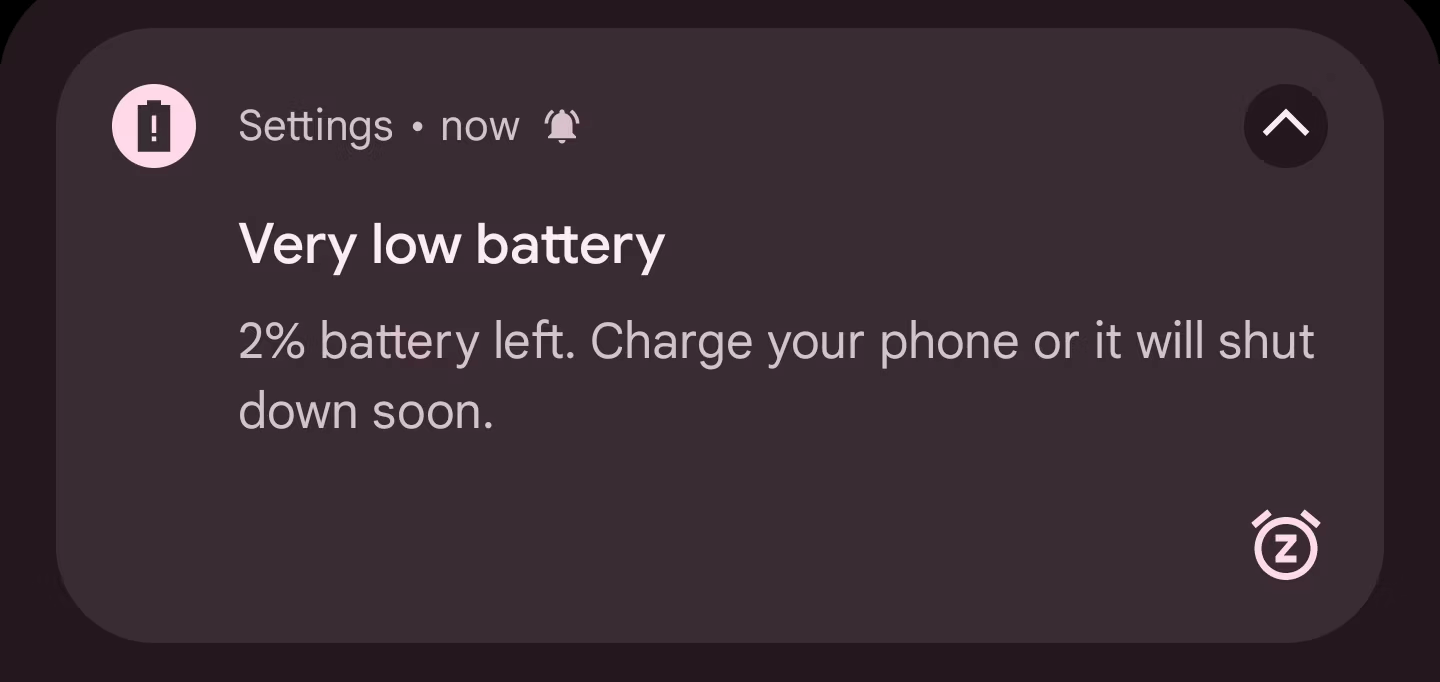 Settings • now
Very low battery
2% battery left. Charge your phone or it will shut
down soon.